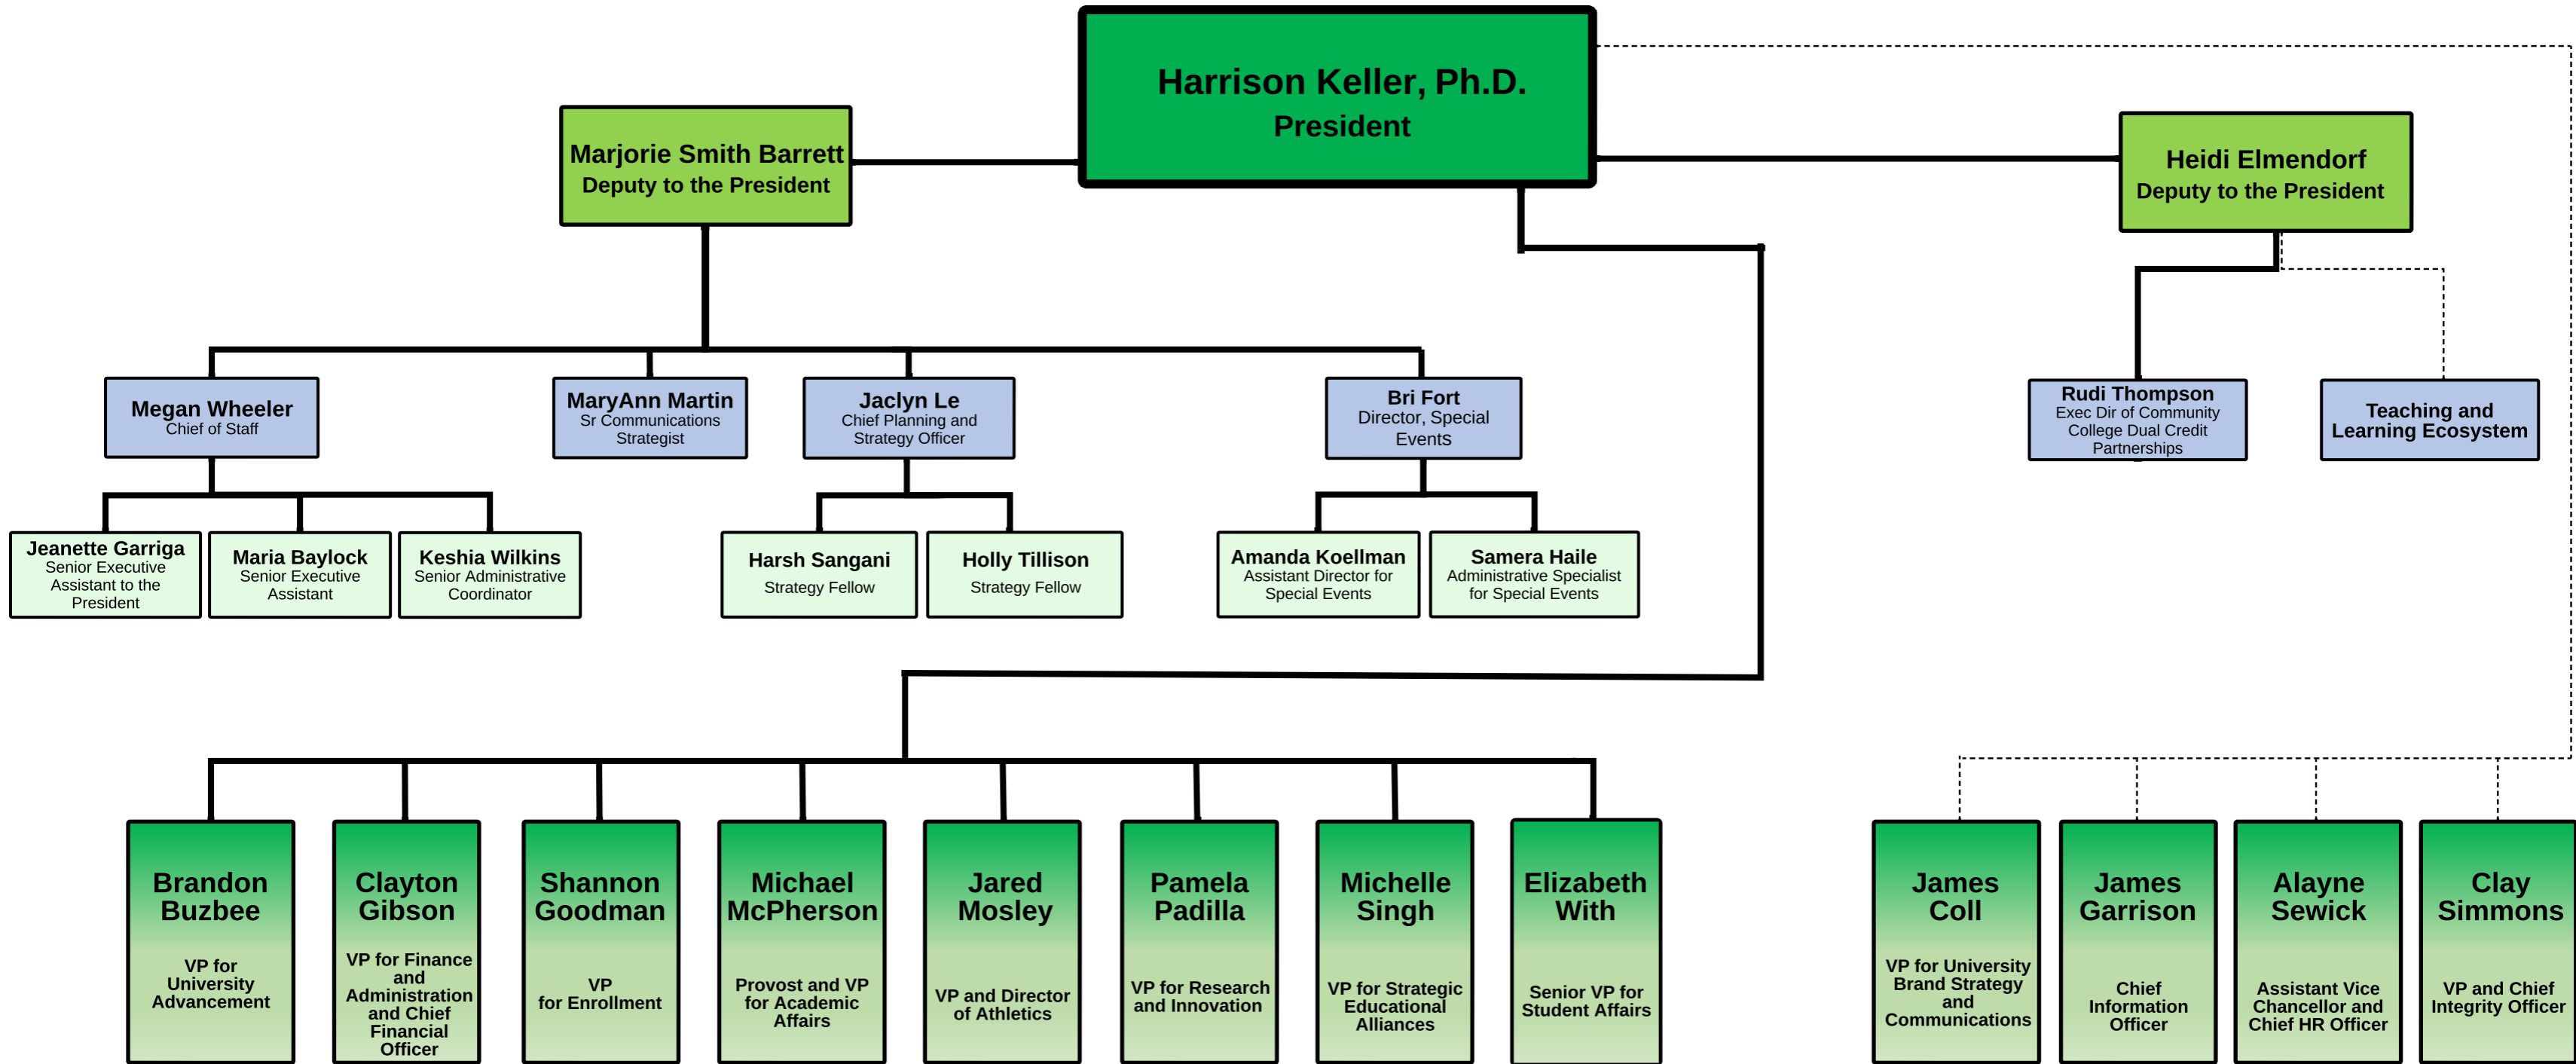 Harrison Keller, Ph.D.
President
Marjorie Smith Barrett
Deputy to the President
Heidi Elmendorf
Deputy to the President
Megan Wheeler
Chief of Staff
MaryAnn Martin
Sr Communications
Strategist
Jaclyn Le
Chief Planning and
Strategy Officer
Bri Fort
Director, Special
Events
Rudi Thompson
Exec Dir of Community
College Dual Credit
Partnerships
Teaching and
Learning Ecosystem
Jeanette Garriga
Senior Executive
Assistant to the
President
Maria Baylock
Senior Executive
Assistant
Keshia Wilkins
Senior Administrative
Coordinator
Harsh Sangani
Strategy Fellow
Holly Tillison
Strategy Fellow
Amanda Koellman
Assistant Director for
Special Events
Samera Haile
Administrative Specialist
for Special Events
Brandon
Buzbee
VP for
University
Advancement
Clayton
Gibson
VP for Finance
and
Administration
and Chief
Financial
Officer
Shannon
Goodman
VP
for Enrollment
Michael
McPherson
Provost and VP
for Academic
Affairs
Jared
Mosley
VP and Director
of Athletics
Pamela
Padilla
VP for Research
and Innovation
Michelle
Singh
VP for Strategic
Educational
Alliances
Elizabeth
With
Senior VP for
Student Affairs
James
Coll
VP for University
Brand Strategy
and
Communications
James
Garrison
Chief
Information
Officer
Alayne
Sewick
Assistant Vice
Chancellor and
Chief HR Officer
Clay
Simmons
VP and Chief
Integrity Officer